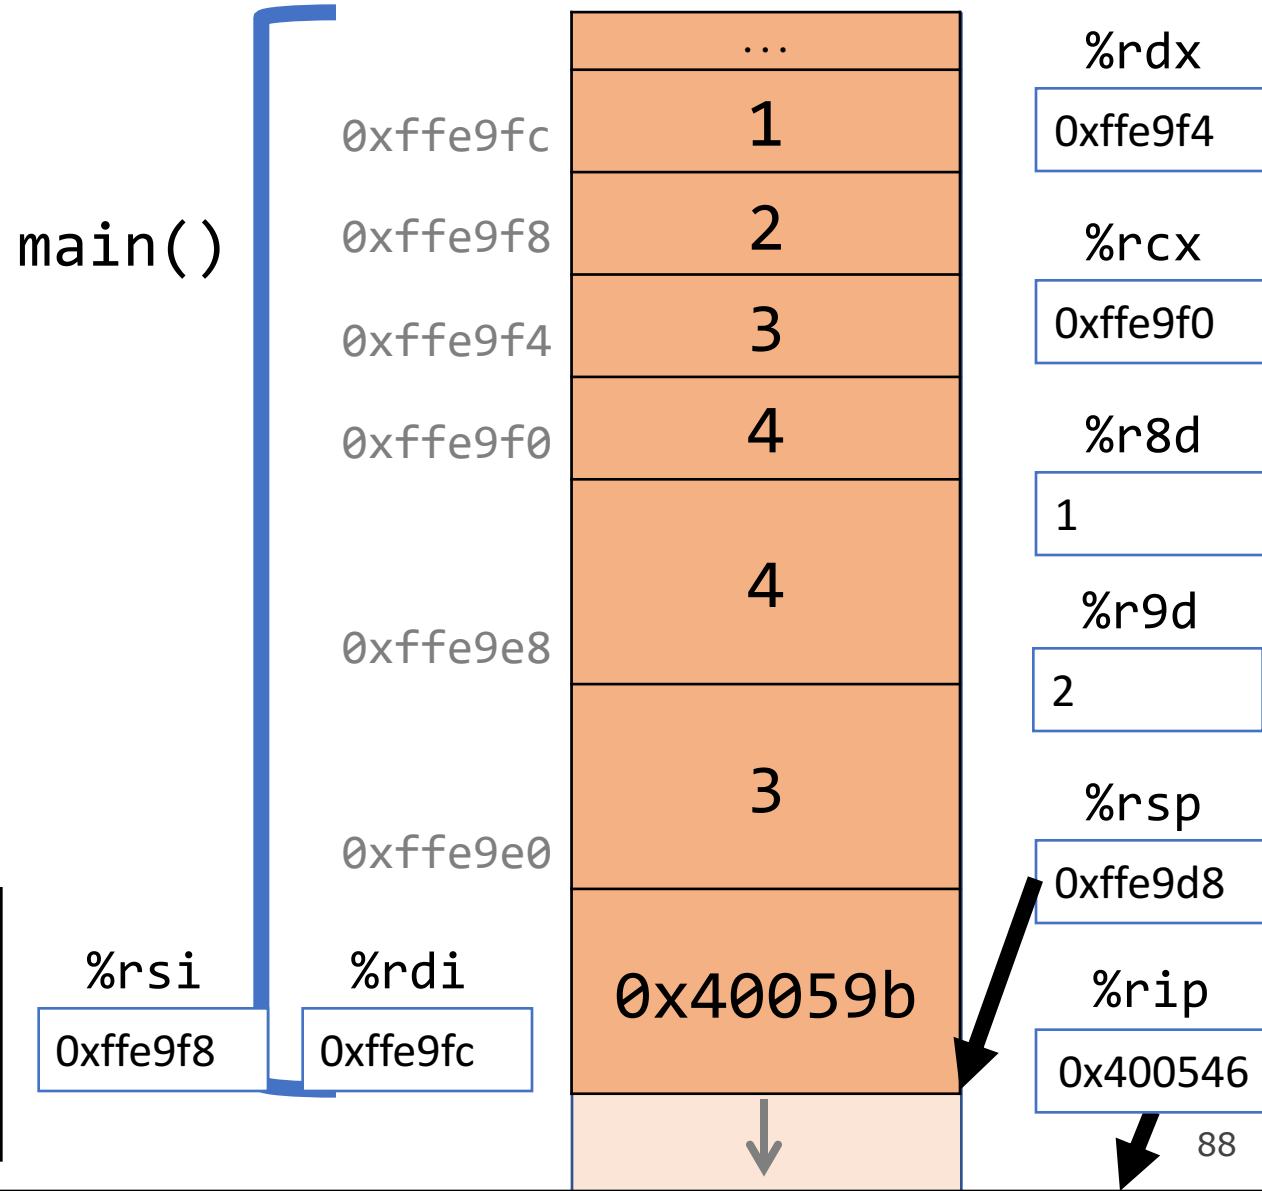 ...
%rdx
1
0xffe9fc
0xffe9f4
main()
2
0xffe9f8
%rcx
3
0xffe9f4
0xffe9f0
4
0xffe9f0
%r8d
1
4
0xffe9e8
%r9d
2
3
0xffe9e0
%rsp
0xffe9d8
%rsi
%rdi
0x40059b
%rip
0xffe9f8
0xffe9fc
0x400546
88